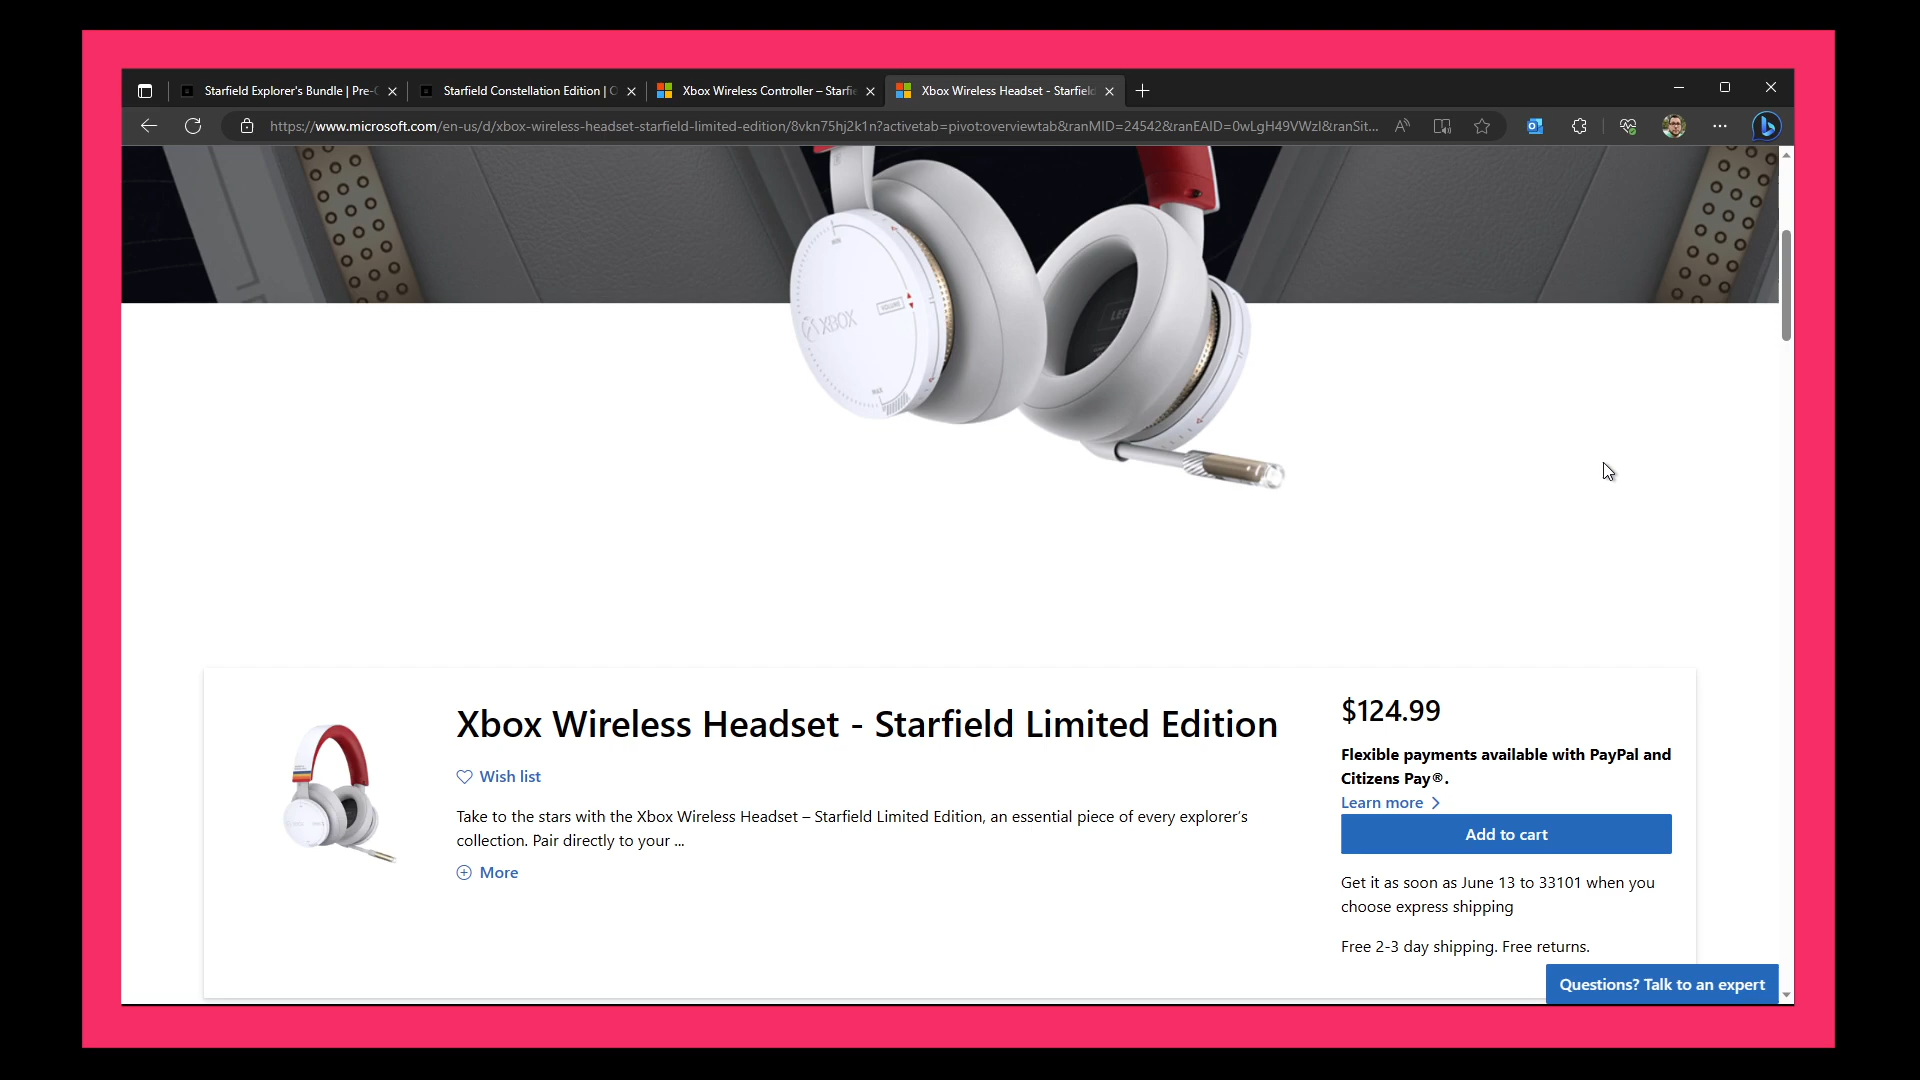 Starfield Explorer's Bundle | Pre-
Starfield Constellation Edition |
Xbox Wireless Controller – Starfie
Xbox Wireless Headset - Starfield
https://www.microsoft.com/en-us/d/xbox-wireless-headset-starfield-limited-edition/8vkn75hj2k1n?activetab=pivot:overviewtab&ranMID=24542&ranEAID=0wLgH49VWzI&ranSit...
XBOX
VOLUME
MAX
Xbox Wireless Headset - Starfield Limited Edition
Wish list
Take to the stars with the Xbox Wireless Headset – Starfield Limited Edition, an essential piece of every explorer's
collection. Pair directly to your ...
More
$124.99
Flexible payments available with PayPal and
Citizens Pay®.
Learn more
Add to cart
Get it as soon as June 13 to 33101 when you
choose express shipping
Free 2-3 day shipping. Free returns.
Questions? Talk to an expert